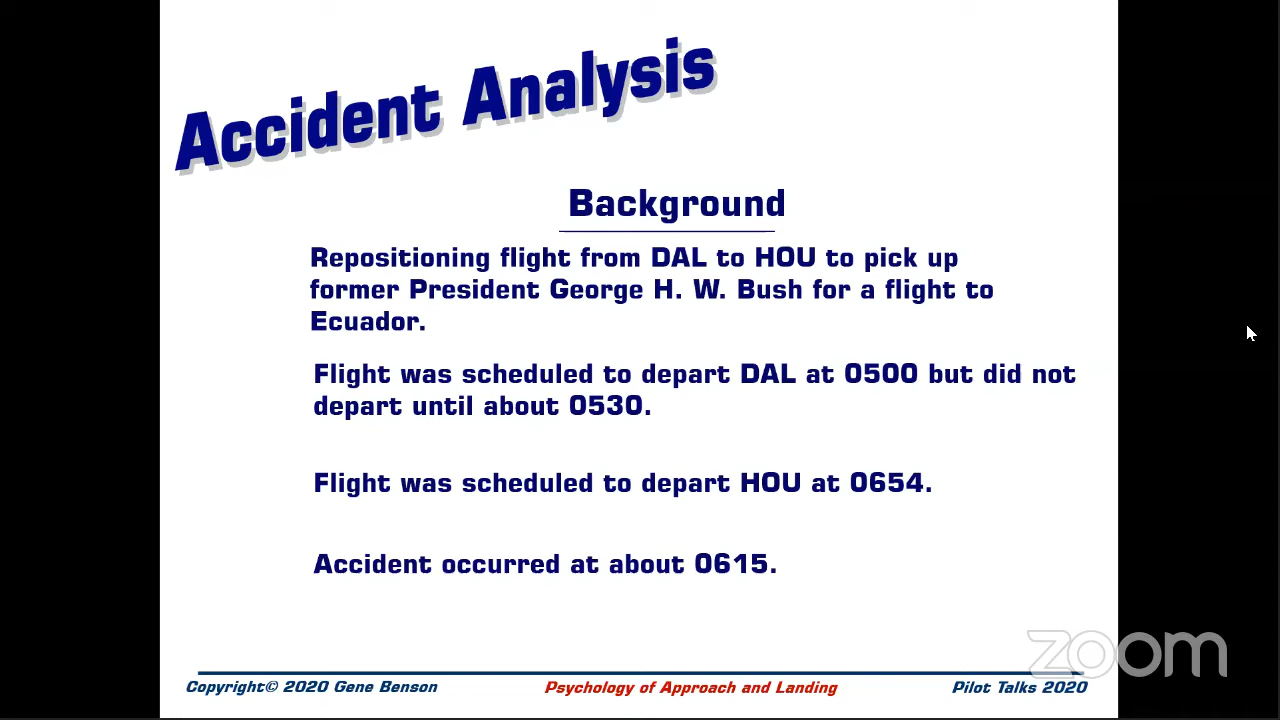 Accident Analysis
Background
Repositioning flight from DAL to HOU to pick up
former President George H. W. Bush for a flight to
Ecuador.
Flight was scheduled to depart DAL at 0500 but did not
depart until about 0530.
Flight was scheduled to depart HOU at 0654.
Accident occurred at about 0615.
zoom
Copyright© 2020 Gene Benson
Psychology of Approach and Landing
Pilot Talks 2020